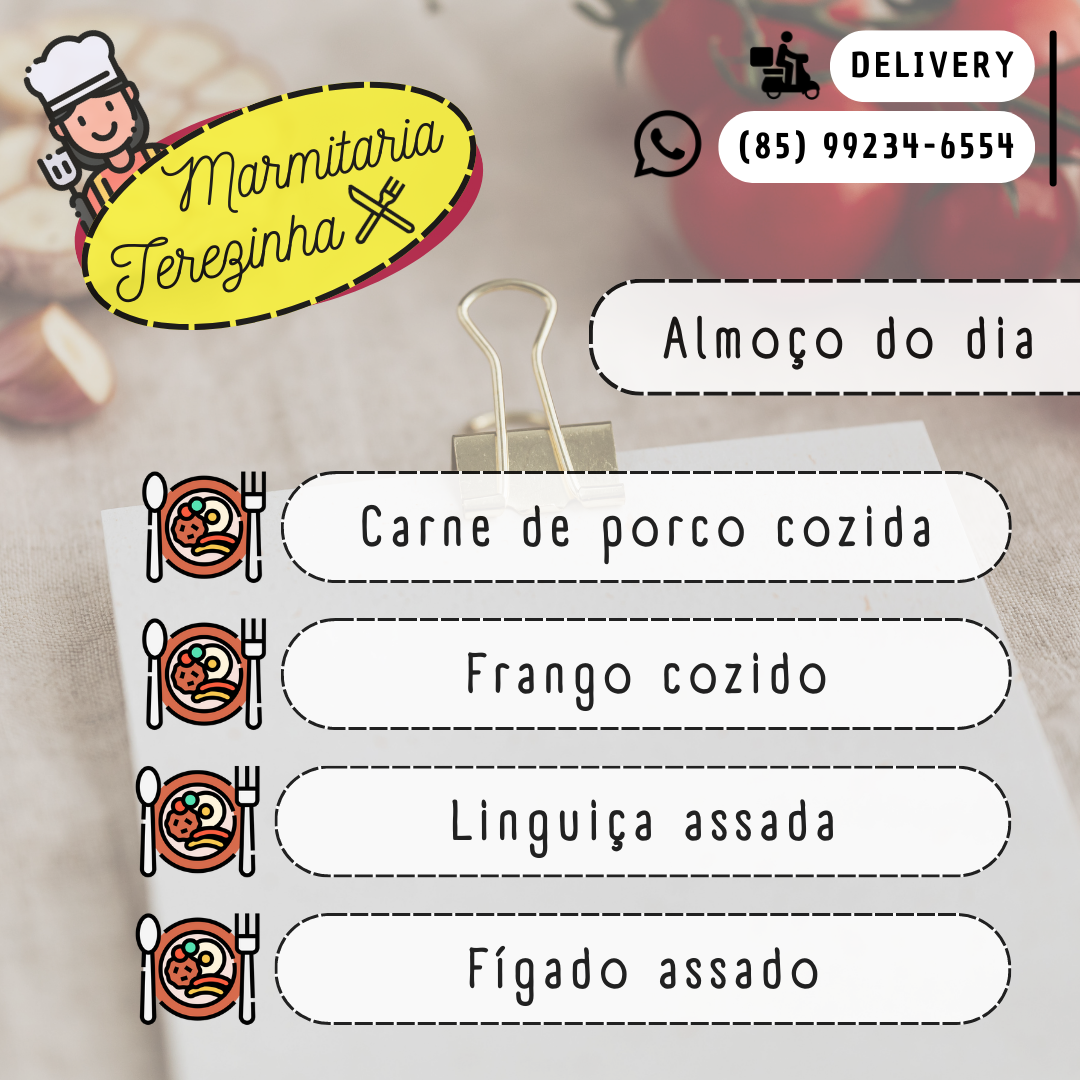 Marmitaria
Terezinha
DELIVERY
(85) 99234-6554
Almoço do dia
Carne de porco cozida
Frango cozido
Linguiça assada
Fígado assado